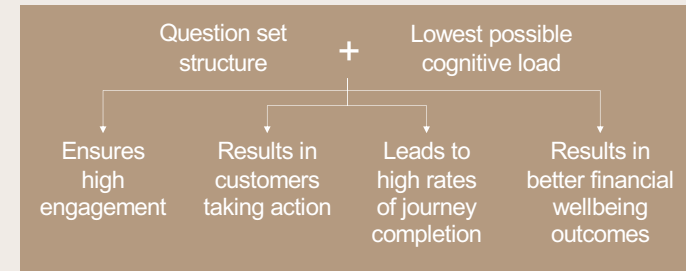 Question set
structure
+
Lowest possible
cognitive load
Ensures
high
engagement
Results in
customers
taking action
Leads to
high rates
of journey
completion
Results in
better financial
wellbeing
outcomes